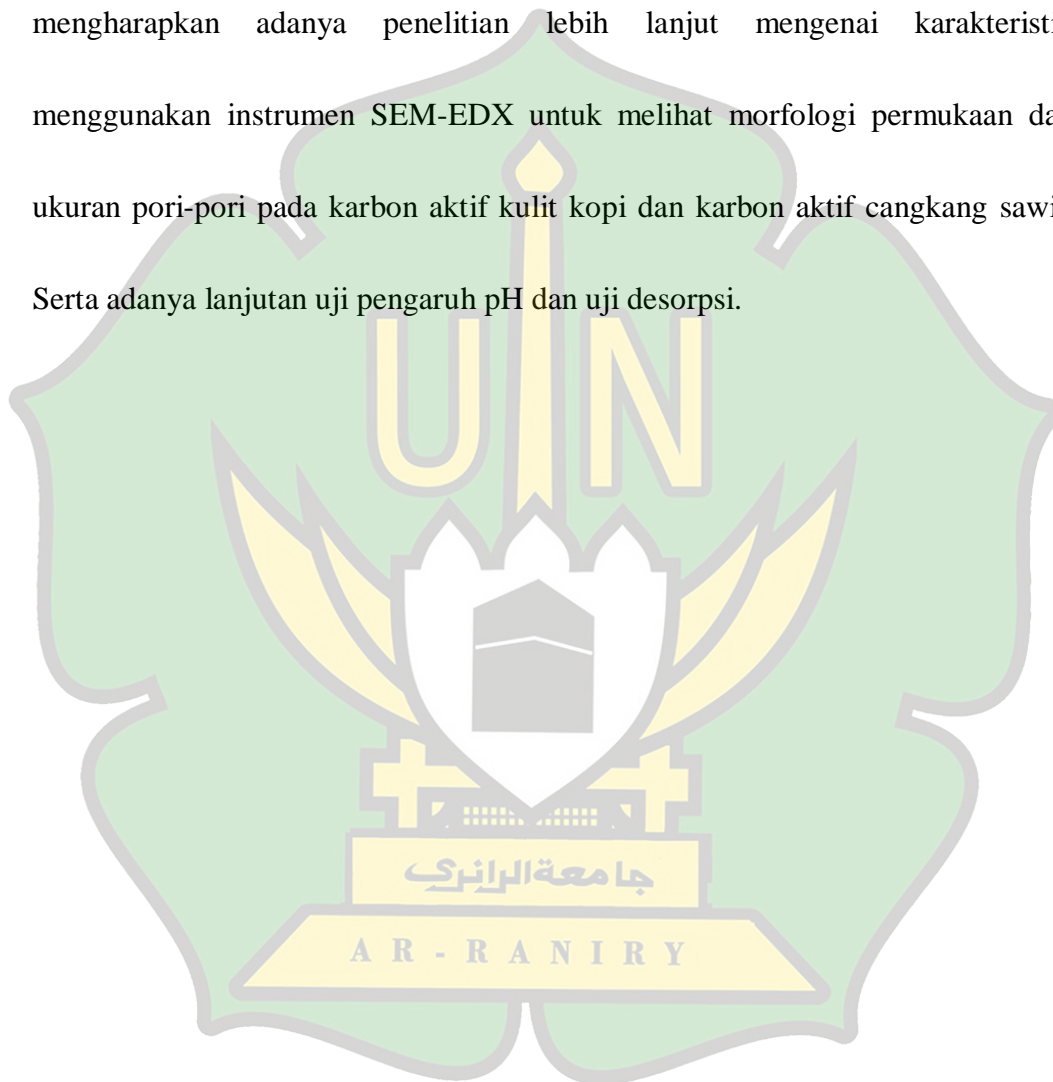 mengharapkan adanya penelitian lebih lanjut mengenai karakteristi
menggunakan instrumen SEM-EDX untuk melihat morfologi permukaan da
ukuran pori-pori pada karbon aktif kulit kopi dan karbon aktif cangkang sawi
Serta adanya lanjutan uji pengaruh pH dan uji desorpsi.
UIN
جامعةالرانري
AR-RANIRY